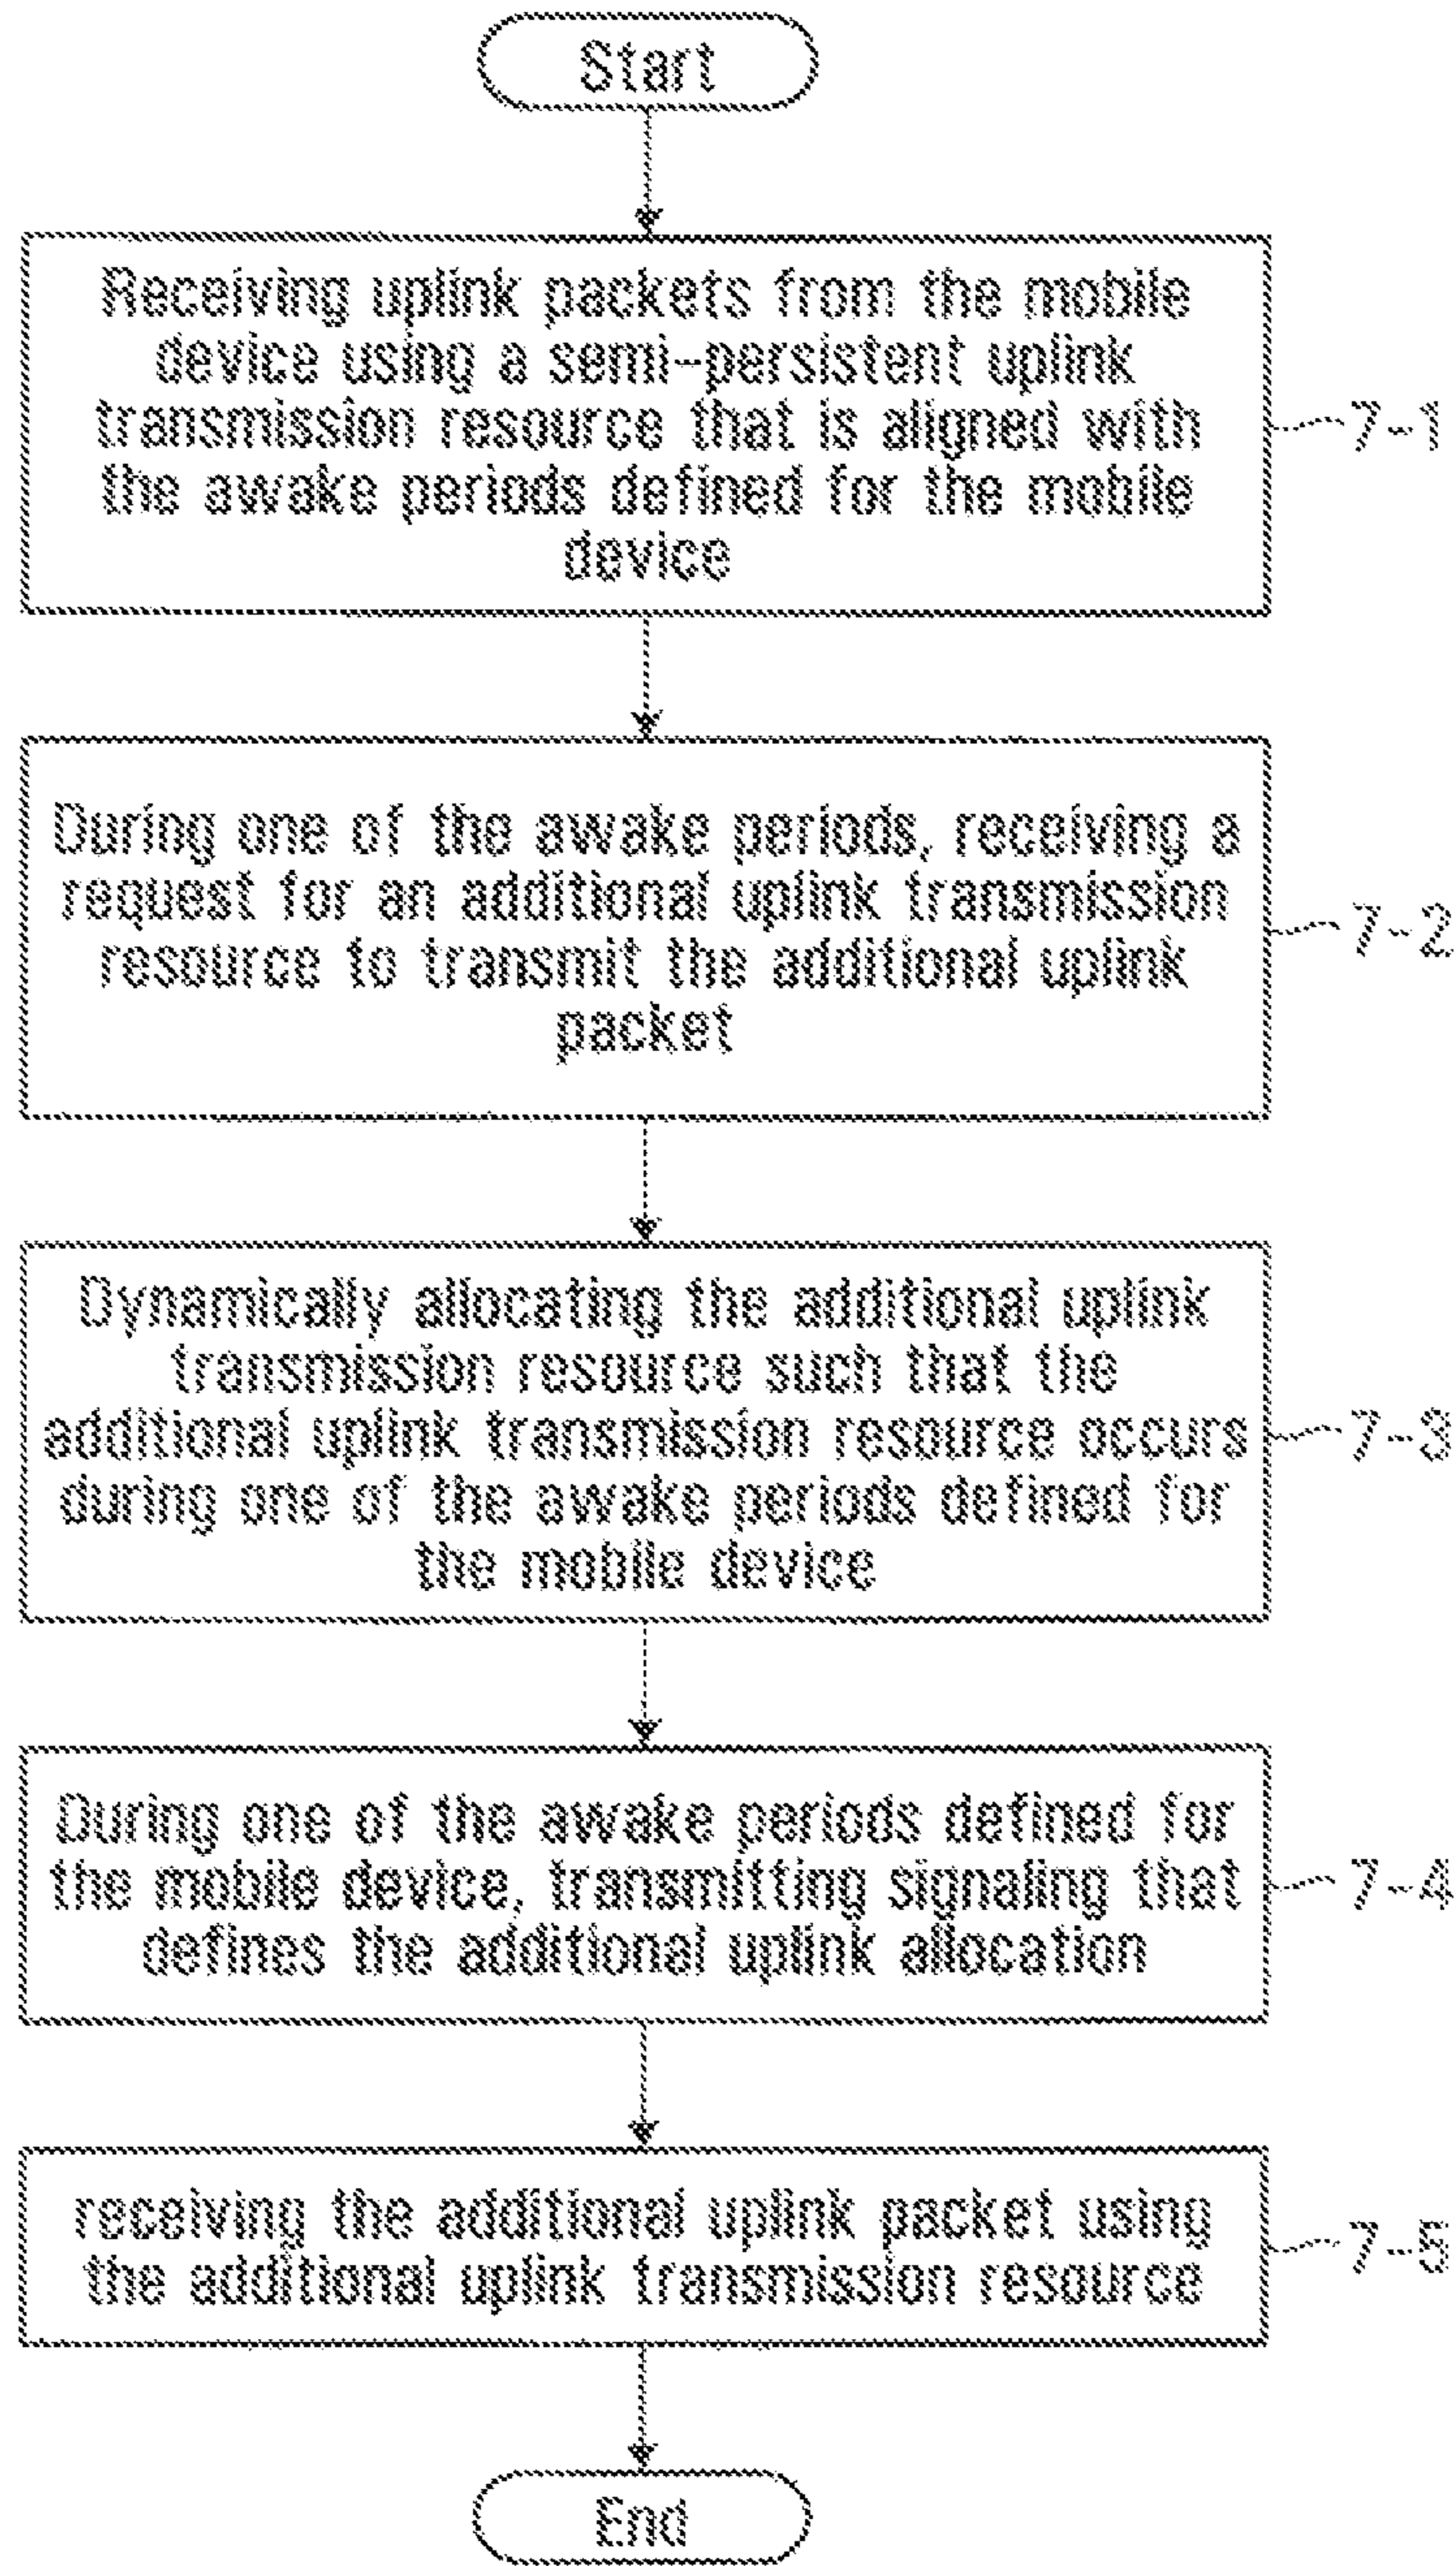 Start
Receiving uplink packets from the mobile
device using a semi-persistent uplink
transmission resource that is aligned with
the awake periods defined for the mobile
device
7-1
During one of the awake periods, receiving a
request for an additional uplink transmission
resource to transmit the additional uplink
packet
7-2
Dynamically allocating the additional uplink
transmission resource such that the
additional uplink transmission resource occurs
during one of the awake periods defined for
the mobile device
7-3
During one of the awake periods defined for
the mobile device, transmitting signaling that
defines the additional uplink allocation
7-4
receiving the additional uplink packet using
the additional uplink transmission resource
7-5
End